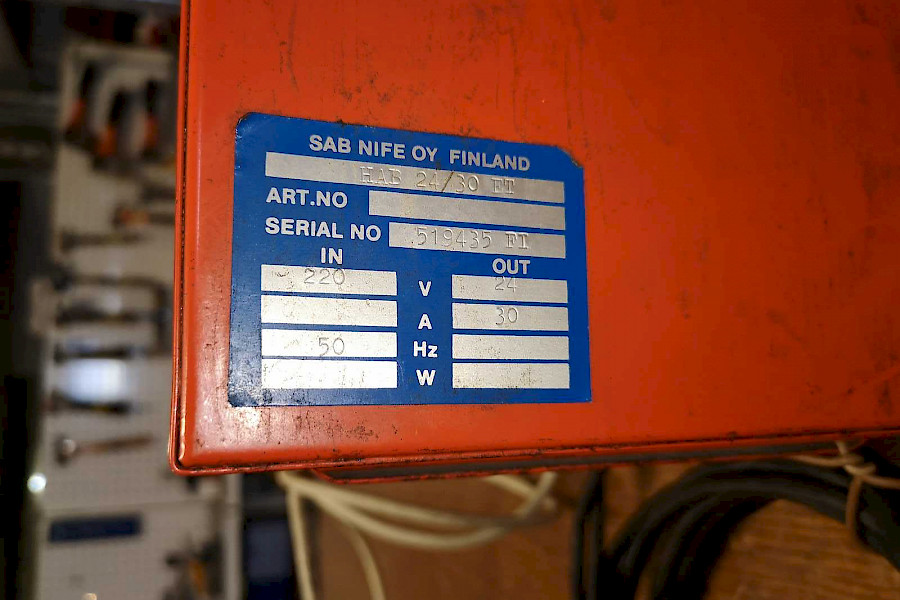 SAB NIFE OY FINLAND
HAB 24/30 ET
ART.NO
SERIAL NO 519435 FI
IN OUT
220 V 24
A 30
50 Hz
W